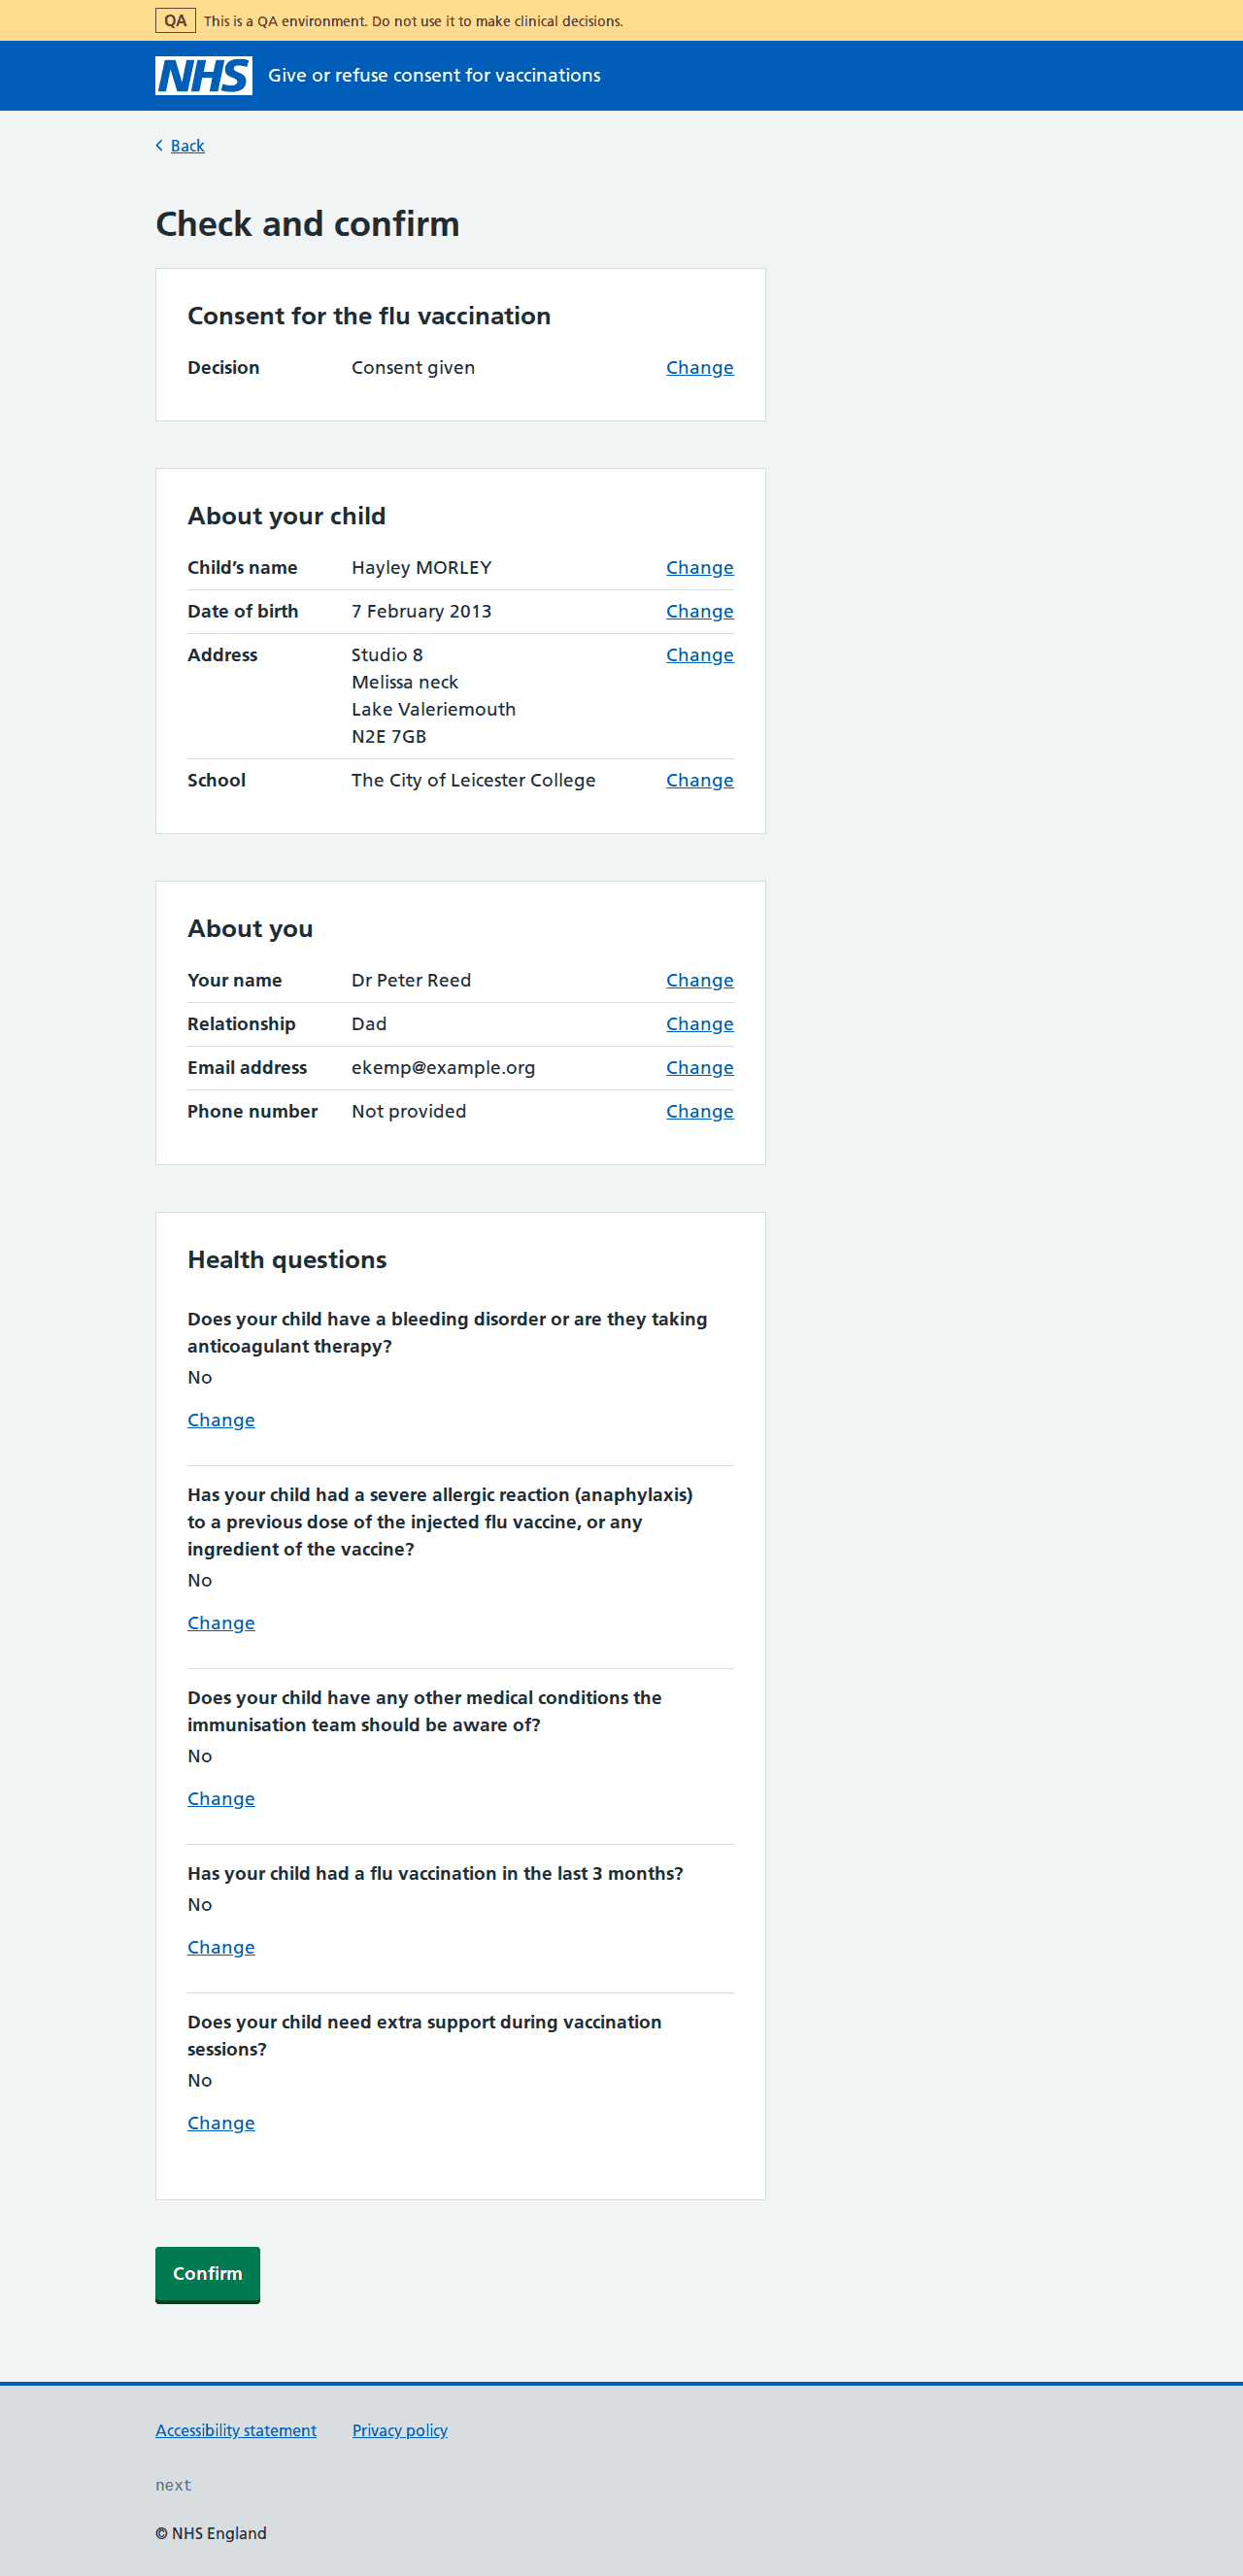 QA This is a QA environment. Do not use it to make clinical decisions.
NHS Give or refuse consent for vaccinations
Back
Check and confirm
Consent for the flu vaccination
Decision Consent given Change
About your child
Child’s name Hayley MORLEY Change
Date of birth 7 February 2013 Change
Address Studio 8 Change
Melissa neck
Lake Valeriemouth
N2E 7GB
School The City of Leicester College Change
About you
Your name Dr Peter Reed Change
Relationship Dad Change
Email address ekemp@example.org Change
Phone number Not provided Change
Health questions
Does your child have a bleeding disorder or are they taking
anticoagulant therapy?
No
Change
Has your child had a severe allergic reaction (anaphylaxis)
to a previous dose of the injected flu vaccine, or any
ingredient of the vaccine?
No
Change
Does your child have any other medical conditions the
immunisation team should be aware of?
No
Change
Has your child had a flu vaccination in the last 3 months?
No
Change
Does your child need extra support during vaccination
sessions?
No
Change
Confirm
Accessibility statement Privacy policy
next
© NHS England